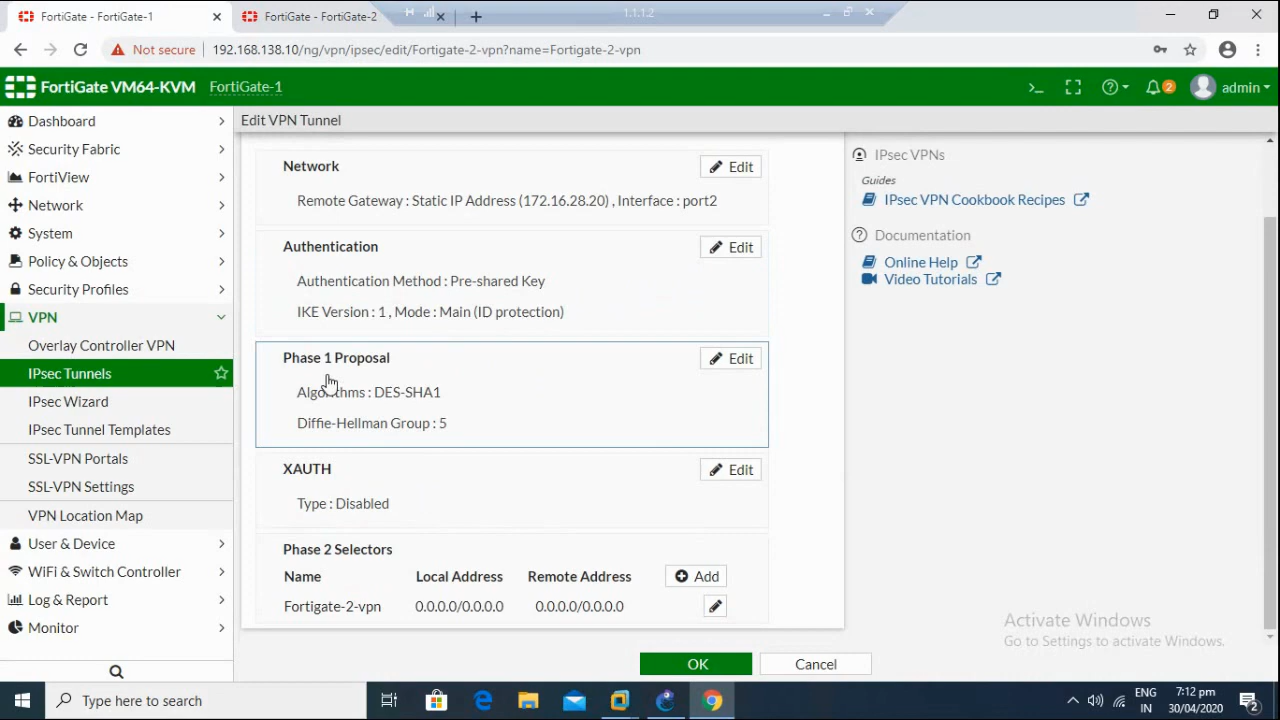 FortiGate - FortiGate-1
FortiGate - FortiGate-2
1.1.1.2
Not secure
192.168.138.10/ng/vpn/ipsec/edit/Fortigate-2-vpn?name=Fortigate-2-vpn
FortiGate VM64-KVM
FortiGate-1
2
admin
Dashboard
Security Fabric
FortiView
Network
System
Policy & Objects
Security Profiles
VPN
Overlay Controller VPN
IPsec Tunnels
IPsec Wizard
IPsec Tunnel Templates
SSL-VPN Portals
SSL-VPN Settings
VPN Location Map
User & Device
WiFi & Switch Controller
Log & Report
Monitor
Edit VPN Tunnel
Network
Edit
Remote Gateway : Static IP Address (172.16.28.20) , Interface : port2
Authentication
Edit
Authentication Method : Pre-shared Key
IKE Version : 1 , Mode : Main (ID protection)
Phase 1 Proposal
Edit
Algorithms : DES-SHA1
Diffie-Hellman Group : 5
XAUTH
Edit
Type : Disabled
Phase 2 Selectors
Name Local Address Remote Address Add
Fortigate-2-vpn 0.0.0.0/0.0.0.0 0.0.0.0/0.0.0.0
OK
Cancel
IPsec VPNs
Guides
IPsec VPN Cookbook Recipes
Documentation
Online Help
Video Tutorials
Activate Windows
Go to Settings to activate Windows.
Type here to search
ENG
IN
7:12 pm
30/04/2020
2